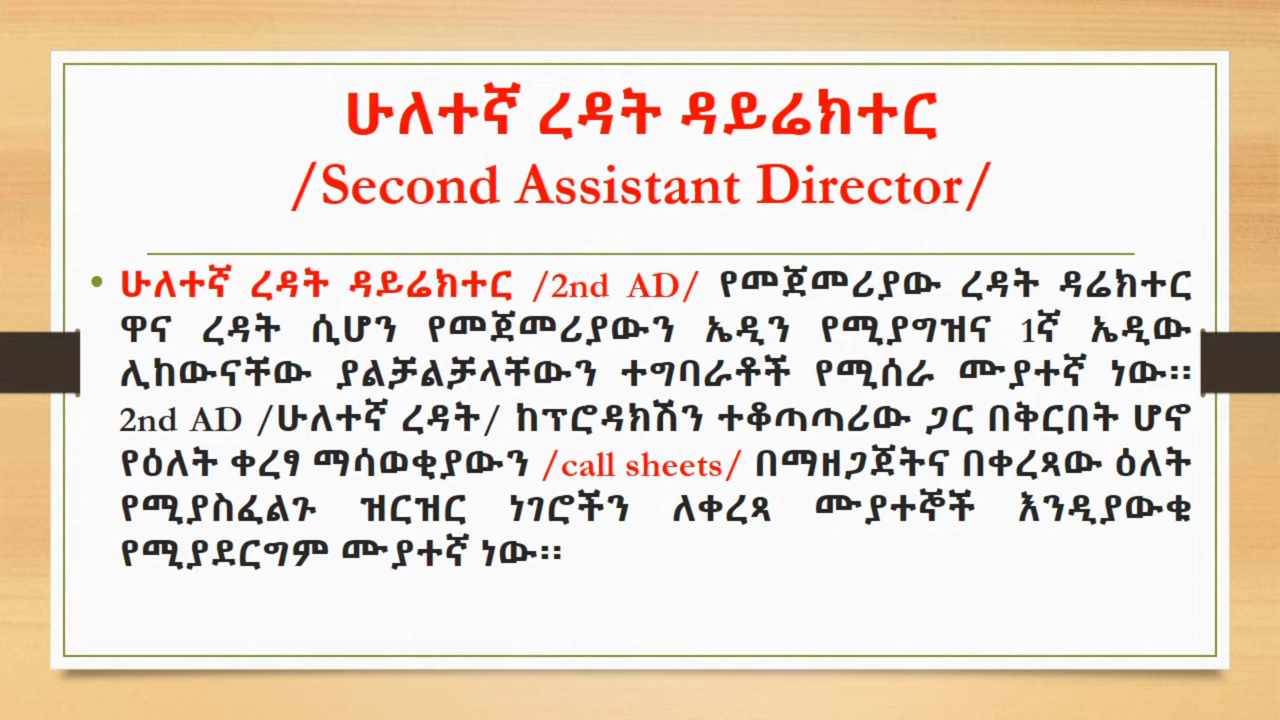 ሁለተኛ ረዳት ዳይሬክተር
/Second Assistant Director/
• ሁለተኛ ረዳት ዳይሬክተር /2nd AD/ የመጀመሪያው ረዳት ዳሬክተር
ዋና ረዳት ሲሆን የመጀመሪያውን ኤዲን የሚያግዝና 1ኛ ኤዲው
ሊከውናቸው ያልቻልቻላቸውን ተግባራቶች የሚሰራ ሙያተኛ ነው፡፡
2nd AD /ሁለተኛ ረዳት/ ከፕሮዳክሽን ተቆጣጣሪው ጋር በቅርበት ሆኖ
የዕለት ቀረፃ ማሳወቂያውን /call sheets/ በማዘጋጀትና በቀረጻው ዕለት
የሚያስፈልጉ ዝርዝር ነገሮችን ለቀረጻ ሙያተኞች እንዲያውቁ
የሚያደርግም ሙያተኛ ነው፡፡